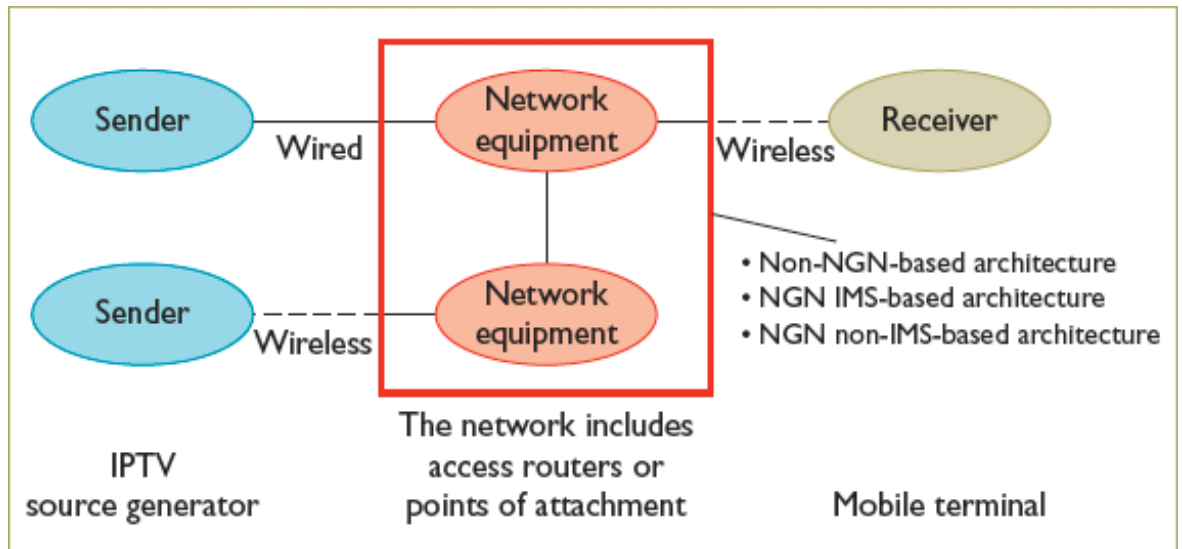 Sender
Wired
Network
equipment
Wireless
Receiver
Sender
Wireless
Network
equipment
• Non-NGN-based architecture
• NGN IMS-based architecture
• NGN non-IMS-based architecture
IPTV
source generator
The network includes
access routers or
points of attachment
Mobile terminal